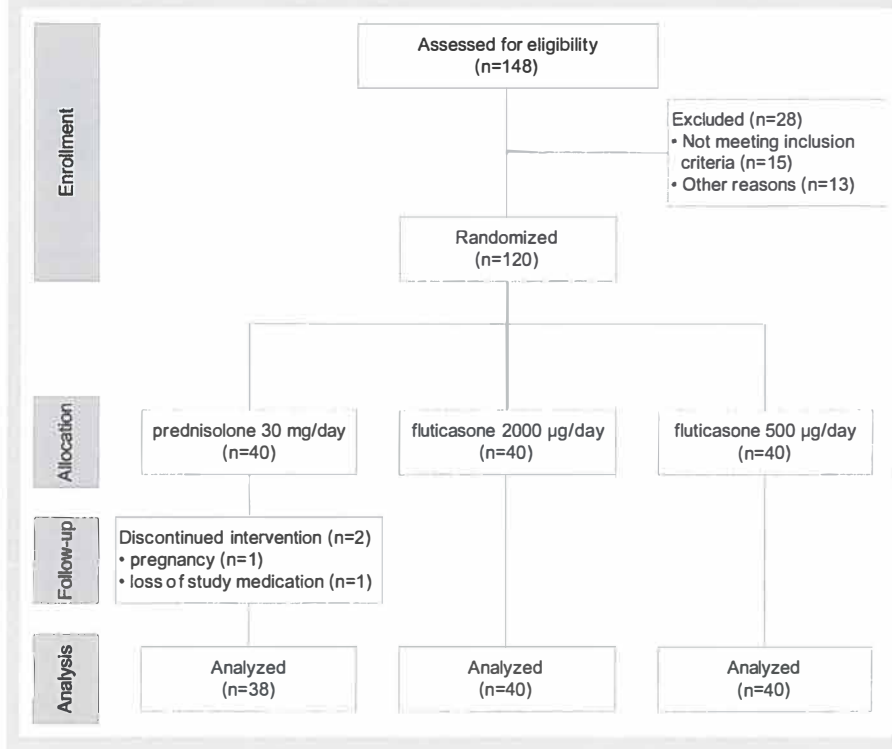 Enrollment
Assessed for eligibility
(n=148)
Excluded (n=28)
• Not meeting inclusion
criteria (n=15)
• Other reasons (n=13)
Randomized
(n=120)
Allocation
prednisolone 30 mg/day
(n=40)
fluticasone 2000 µg/day
(n=40)
fluticasone 500 µg/day
(n=40)
Follow-up
Discontinued intervention (n=2)
• pregnancy (n=1)
• loss of study medication (n=1)
Analysis
Analyzed
(n=38)
Analyzed
(n=40)
Analyzed
(n=40)